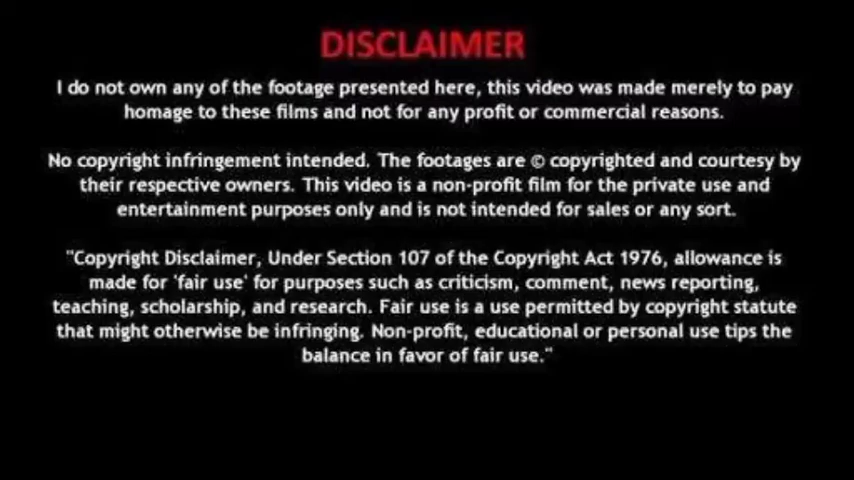 DISCLAIMER
I do not own any of the footage presented here, this video was made merely to pay
homage to these films and not for any profit or commercial reasons.
No copyright infringement intended. The footages are © copyrighted and courtesy by
their respective owners. This video is a non-profit film for the private use and
entertainment purposes only and is not intended for sales or any sort.
"Copyright Disclaimer, Under Section 107 of the Copyright Act 1976, allowance is
made for 'fair use' for purposes such as criticism, comment, news reporting,
teaching, scholarship, and research. Fair use is a use permitted by copyright statute
that might otherwise be infringing. Non-profit, educational or personal use tips the
balance in favor of fair use."